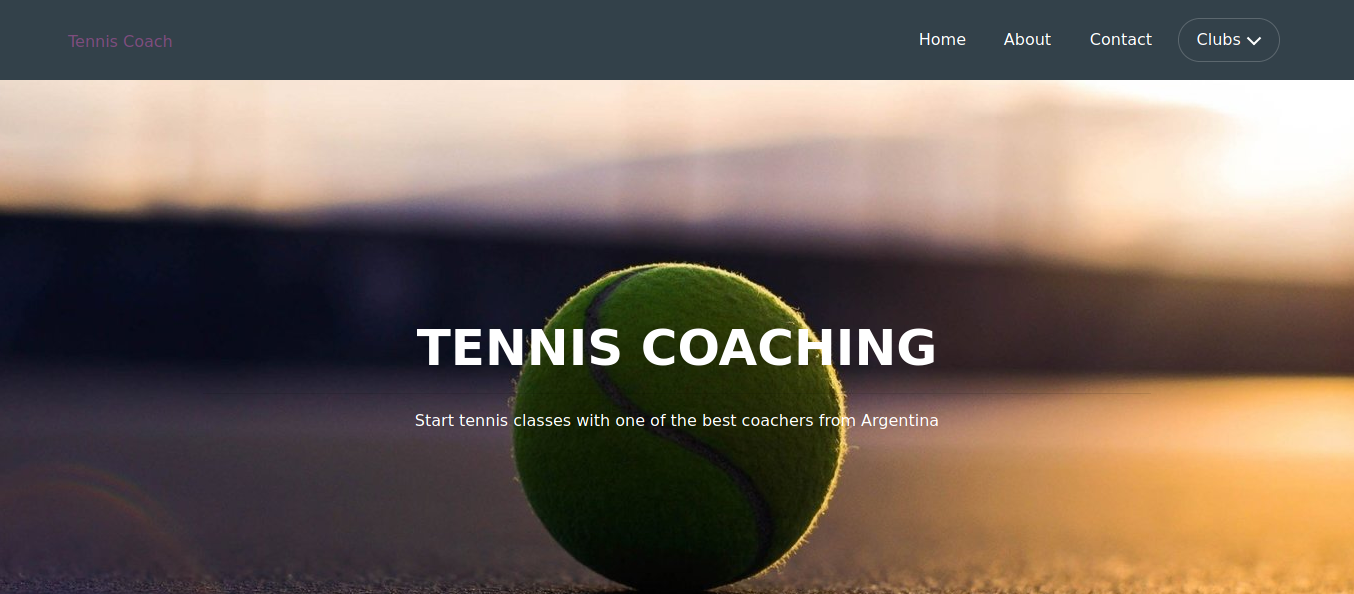 Tennis Coach
Home About Contact Clubs
TENNIS COACHING
Start tennis classes with one of the best coachers from Argentina